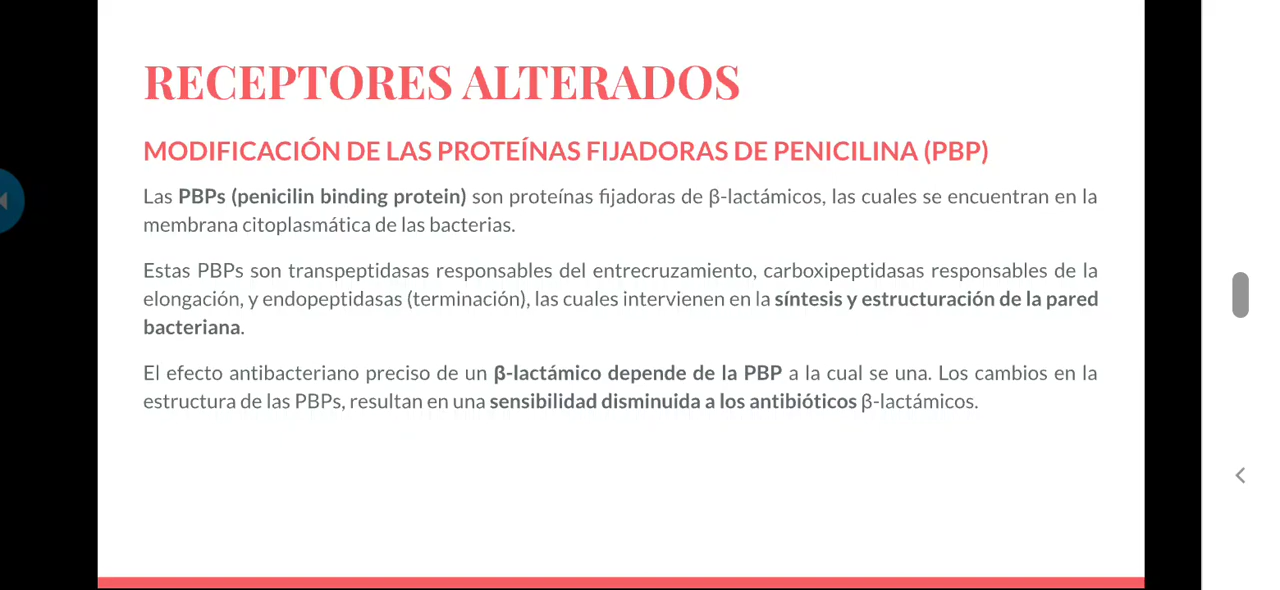 RECEPTORES ALTERADOS
MODIFICACIÓN DE LAS PROTEÍNAS FIJADORAS DE PENICILINA (PBP)
Las PBPs (penicilin binding protein) son proteínas fijadoras de β-lactámicos, las cuales se encuentran en la
membrana citoplasmática de las bacterias.
Estas PBPs son transpeptidasas responsables del entrecruzamiento, carboxipeptidasas responsables de la
elongación, y endopeptidasas (terminación), las cuales intervienen en la síntesis y estructuración de la pared
bacteriana.
El efecto antibacteriano preciso de un β-lactámico depende de la PBP a la cual se una. Los cambios en la
estructura de las PBPs, resultan en una sensibilidad disminuida a los antibióticos β-lactámicos.